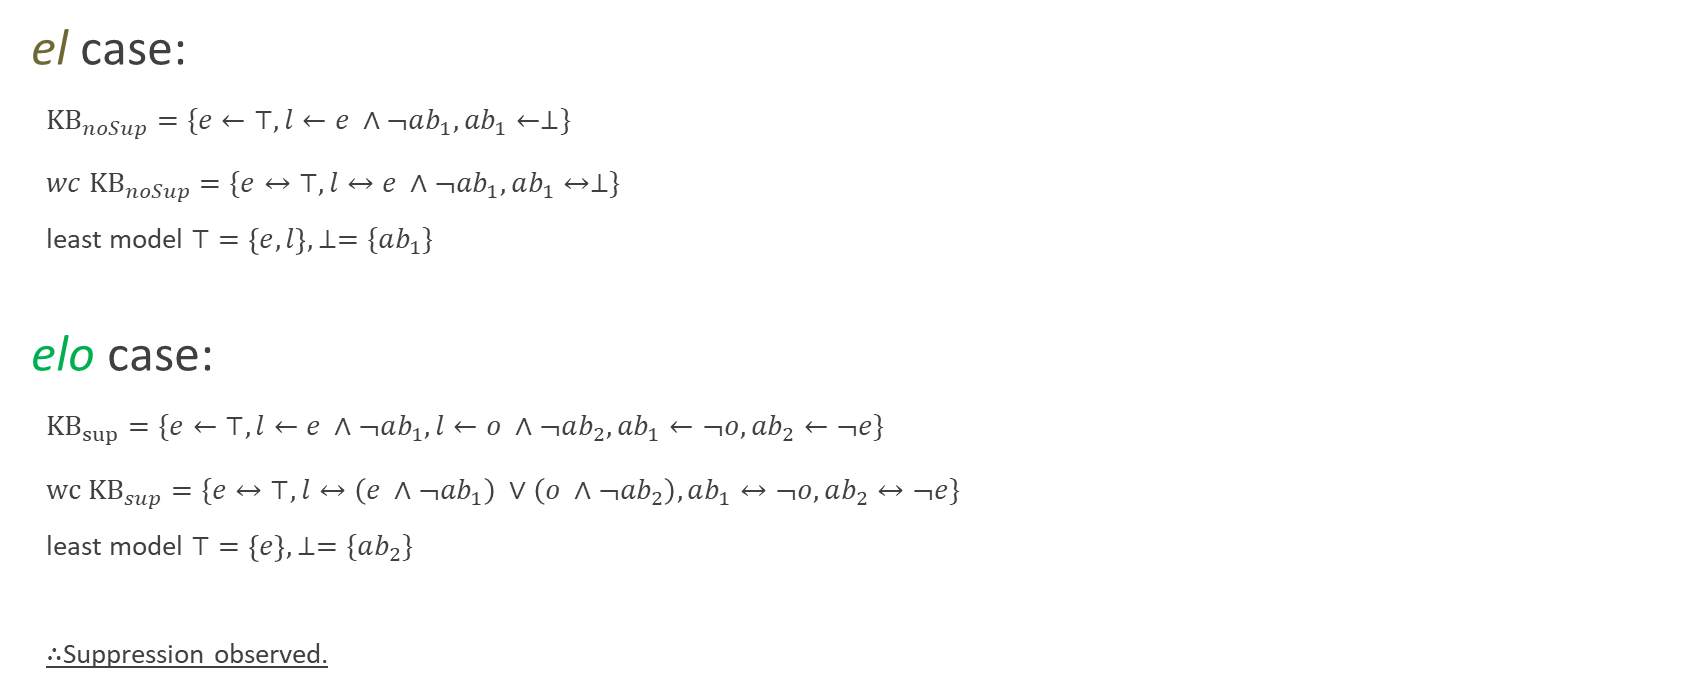 el case:
KB_noSup = {e ← ⊤, l ← e ∧ ¬ab₁, ab₁ ←⊥}
wc KB_noSup = {e ↔ ⊤, l ↔ e ∧ ¬ab₁, ab₁ ↔⊥}
least model ⊤ = {e, l}, ⊥= {ab₁}
elo case:
KB_sup = {e ← ⊤, l ← e ∧ ¬ab₁, l ← o ∧ ¬ab₂, ab₁ ← ¬o, ab₂ ← ¬e}
wc KB_sup = {e ↔ ⊤, l ↔ (e ∧ ¬ab₁) ∨ (o ∧ ¬ab₂), ab₁ ↔ ¬o, ab₂ ↔ ¬e}
least model ⊤ = {e}, ⊥= {ab₂}
∴Suppression observed.